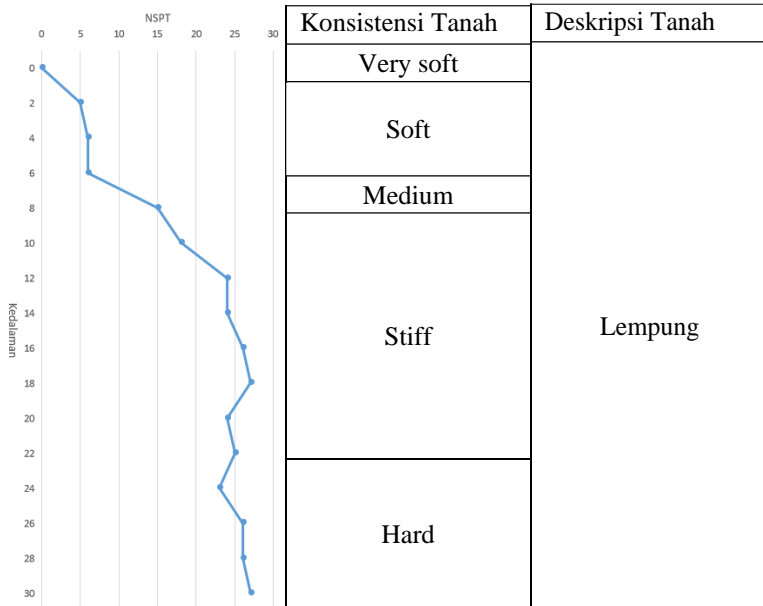 NSPT
0 5 10 15 20 25 30
Kedalaman
0
2
4
6
8
10
12
14
16
18
20
22
24
26
28
30
Konsistensi Tanah Deskripsi Tanah
Very soft
Soft
Medium
Stiff
Lempung
Hard